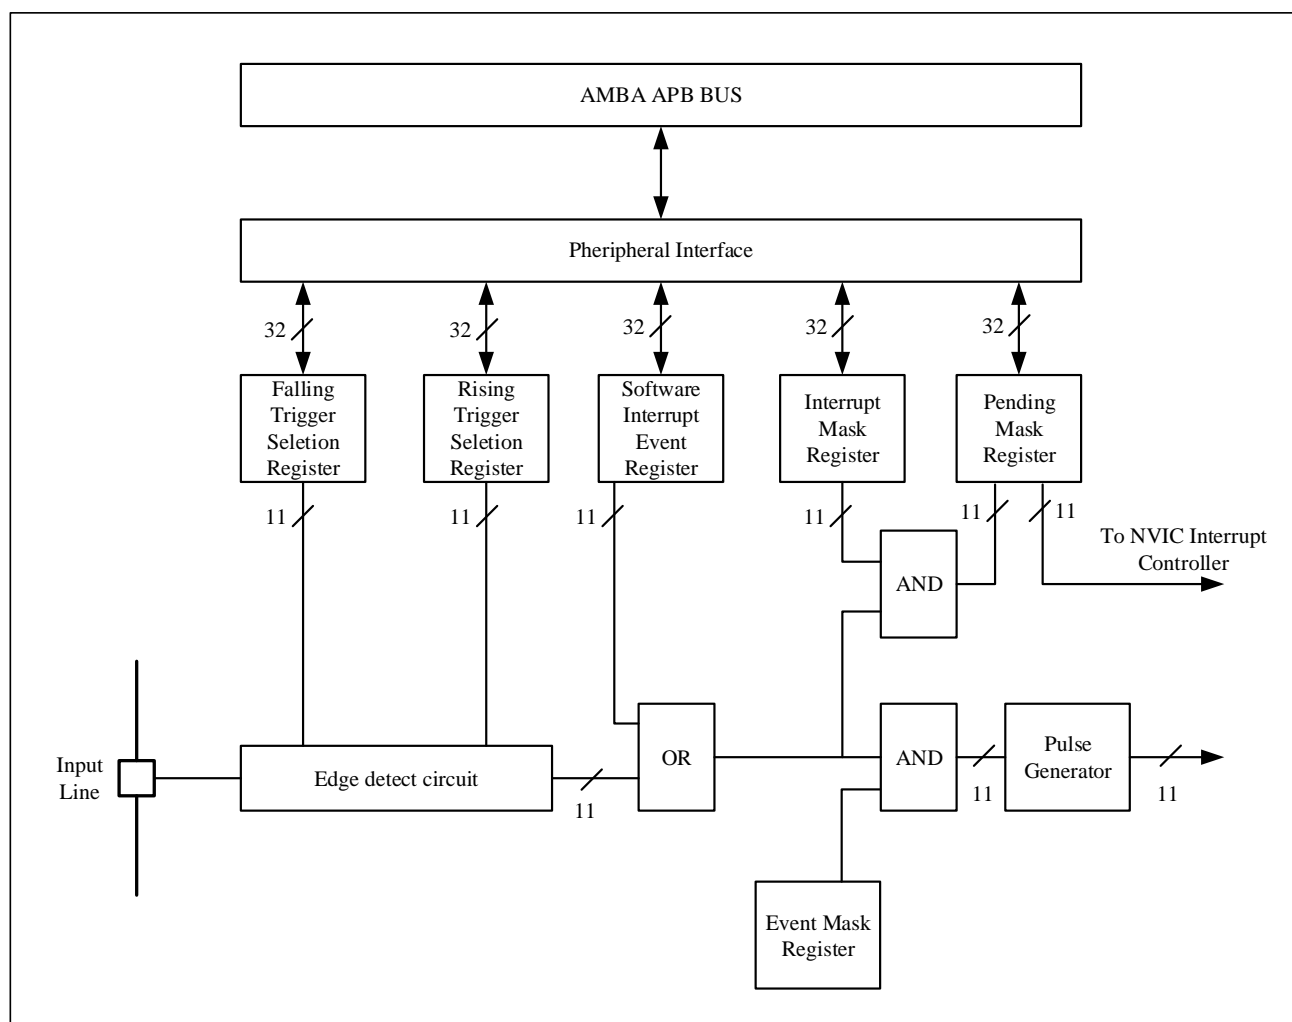 AMBA APB BUS
Pheripheral Interface
32
32
32
32
32
Falling
Trigger
Seletion
Register
Rising
Trigger
Seletion
Register
Software
Interrupt
Event
Register
Interrupt
Mask
Register
Pending
Mask
Register
11
11
11
11
11
11
To NVIC Interrupt
Controller
AND
Input
Line
Edge detect circuit
11
OR
AND
11
Pulse
Generator
11
Event Mask
Register